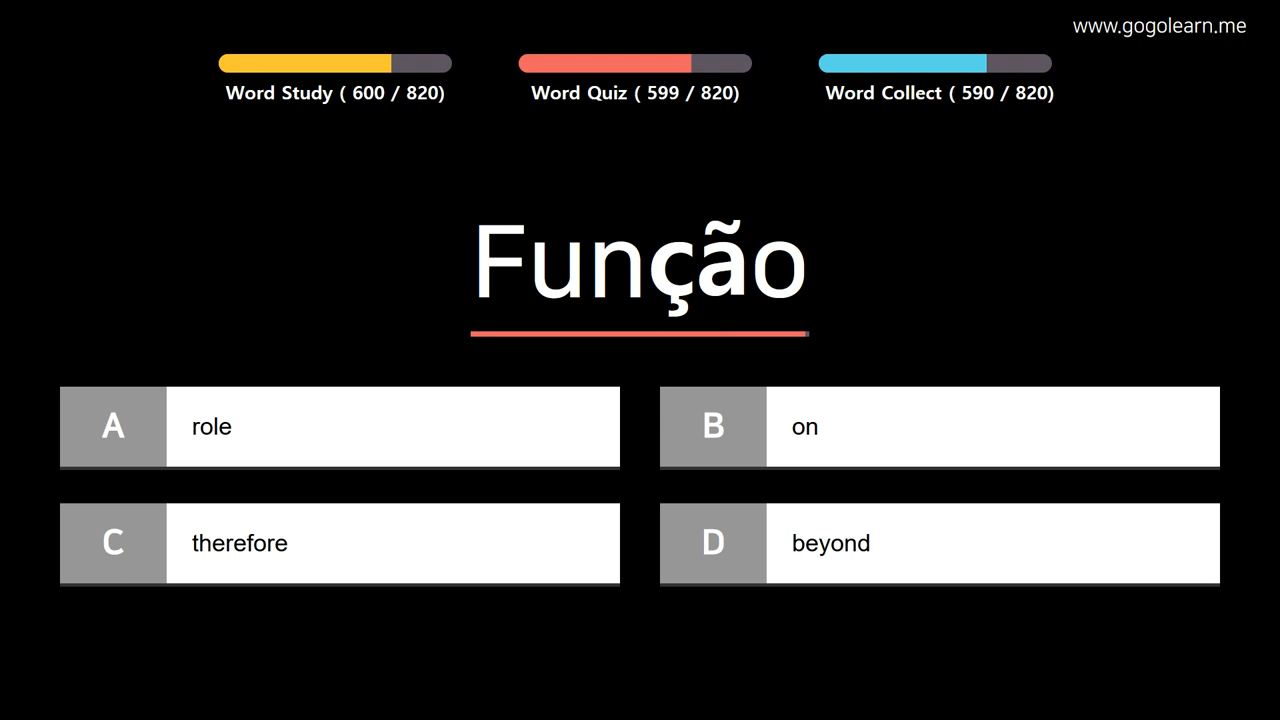 www.gogolearn.me
Word Study ( 600 / 820)
Word Quiz ( 599 / 820)
Word Collect ( 590 / 820)
Função
A role
B on
C therefore
D beyond